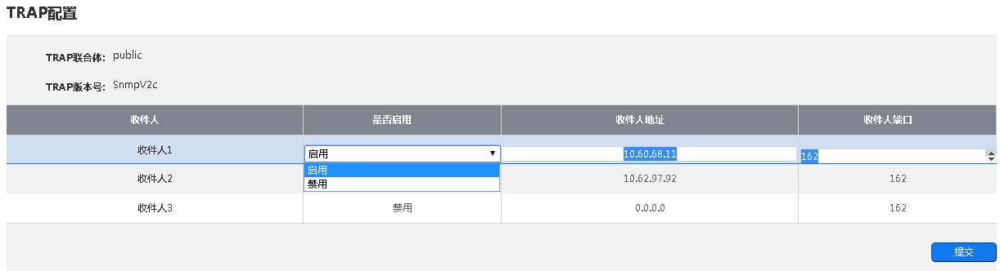 TRAP配置
TRAP联合体: public
TRAP版本号: SnmpV2c
收件人 是否启用 收件人地址 收件人端口
收件人1 启用 10.60.68.11 162
启用
收件人2 10.62.97.92 162
禁用
收件人3 禁用 0.0.0.0 162
提交